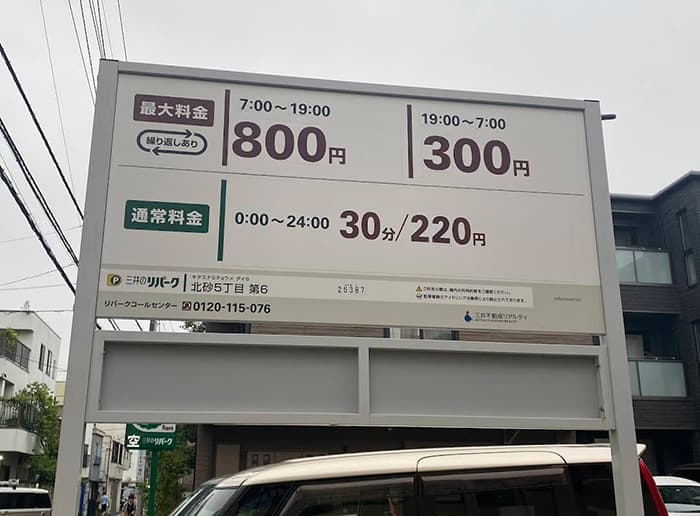 最大料金
繰り返しあり
7:00～19:00
800円
19:00～7:00
300円
通常料金
0:00～24:00 30分/220円
P 三井のリパーク
キタスナ5チョウメ ダイ6
北砂5丁目 第6
26387
リパークコールセンター 0120-115-076
三井不動産リアルティ
Repark
空 三井のリパーク